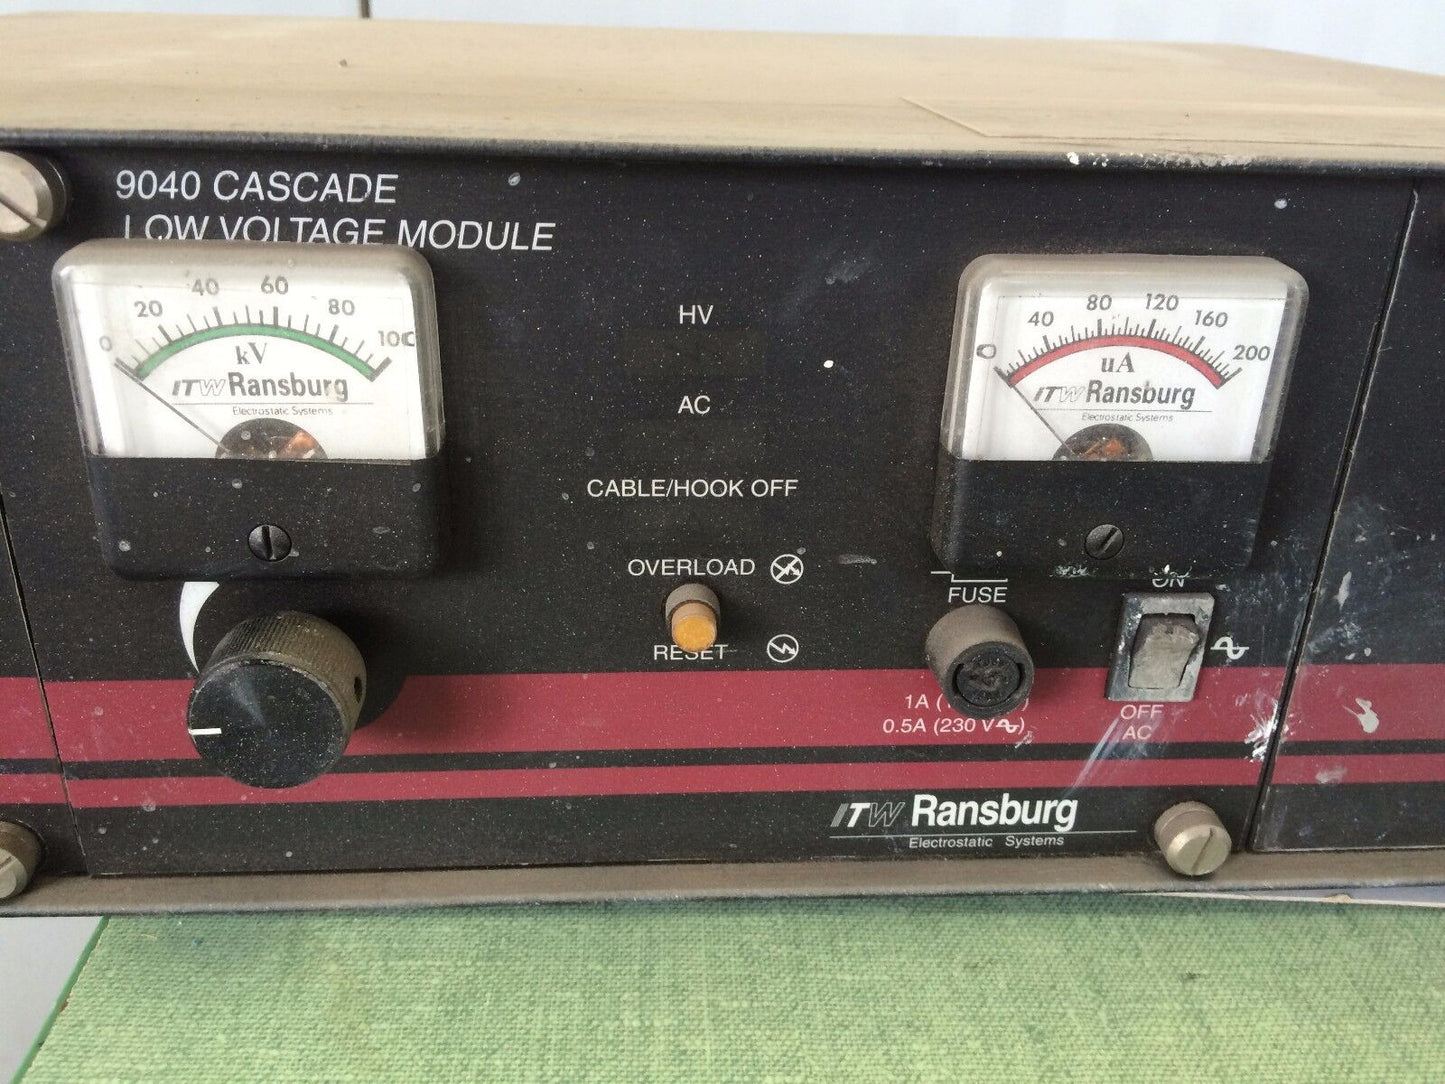 9040 CASCADE
LOW VOLTAGE MODULE
0 20 40 60 80 100
kV
ITW Ransburg
Electrostatic Systems
HV
AC
CABLE/HOOK OFF
OVERLOAD
RESET
0 40 80 120 160 200
uA
ITW Ransburg
Electrostatic Systems
FUSE
1A (
0.5A (230 V)
ON
OFF
AC
ITW Ransburg
Electrostatic Systems